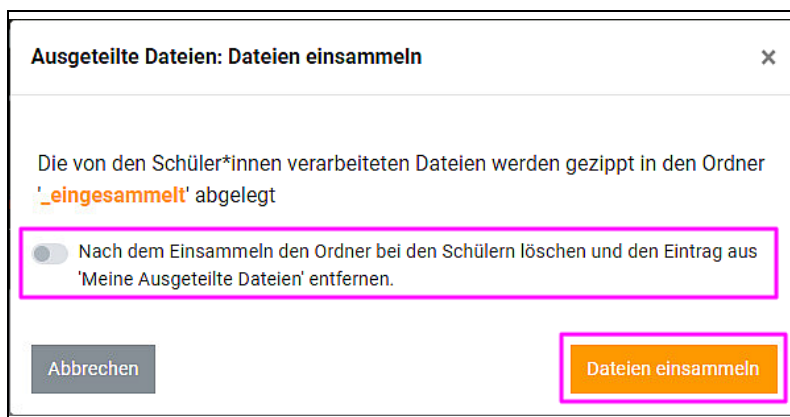 Ausgeteilte Dateien: Dateien einsammeln ×
Die von den Schüler*innen verarbeiteten Dateien werden gezippt in den Ordner
'_eingesammelt' abgelegt
Nach dem Einsammeln den Ordner bei den Schülern löschen und den Eintrag aus
'Meine Ausgeteilte Dateien' entfernen.
Abbrechen
Dateien einsammeln